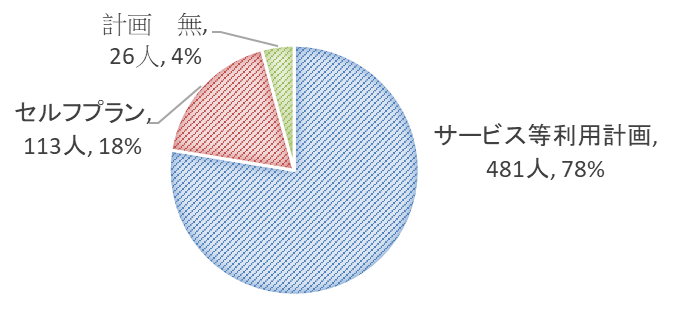 計画　無,
26人, 4%
セルフプラン,
113人, 18%
サービス等利用計画,
481人, 78%